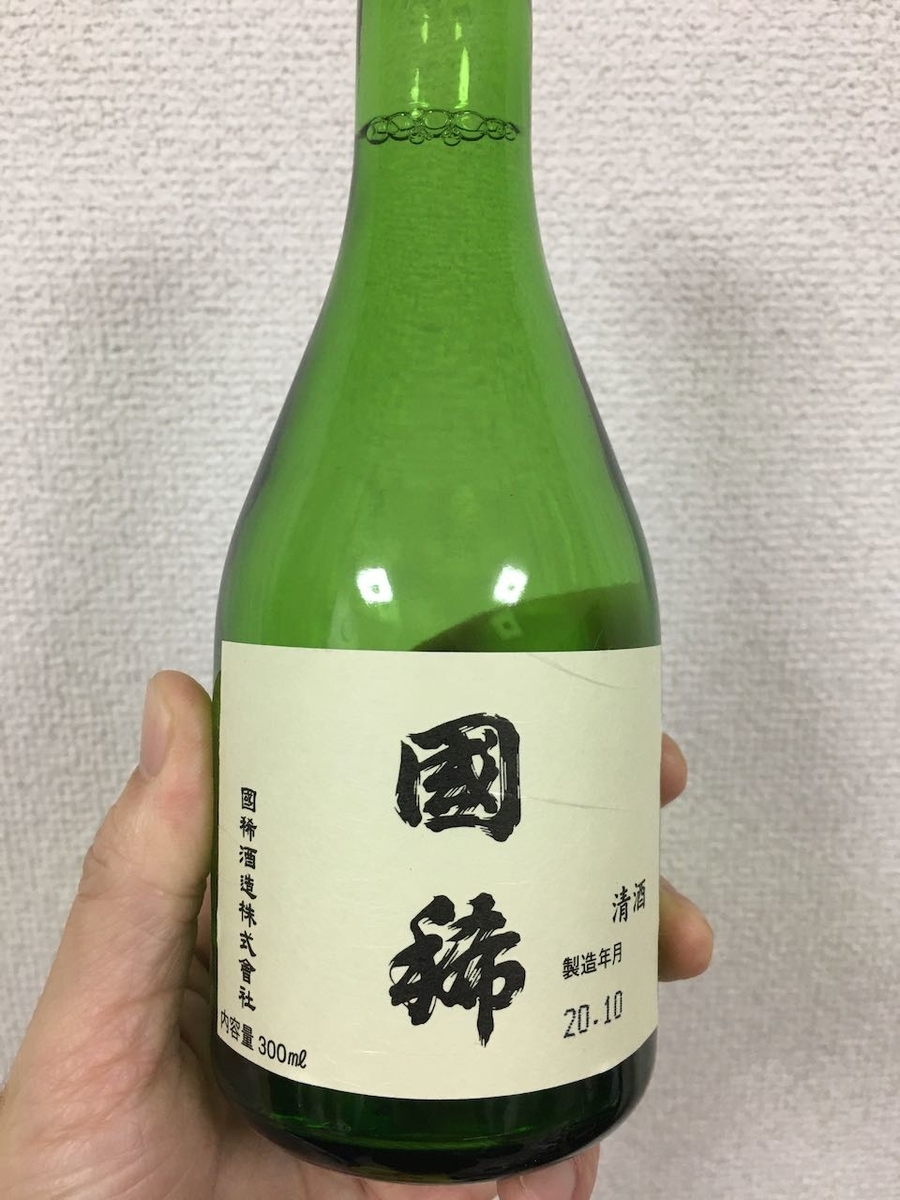 國稀
清酒
製造年月
20.10
國稀酒造株式會社
内容量 300㎖